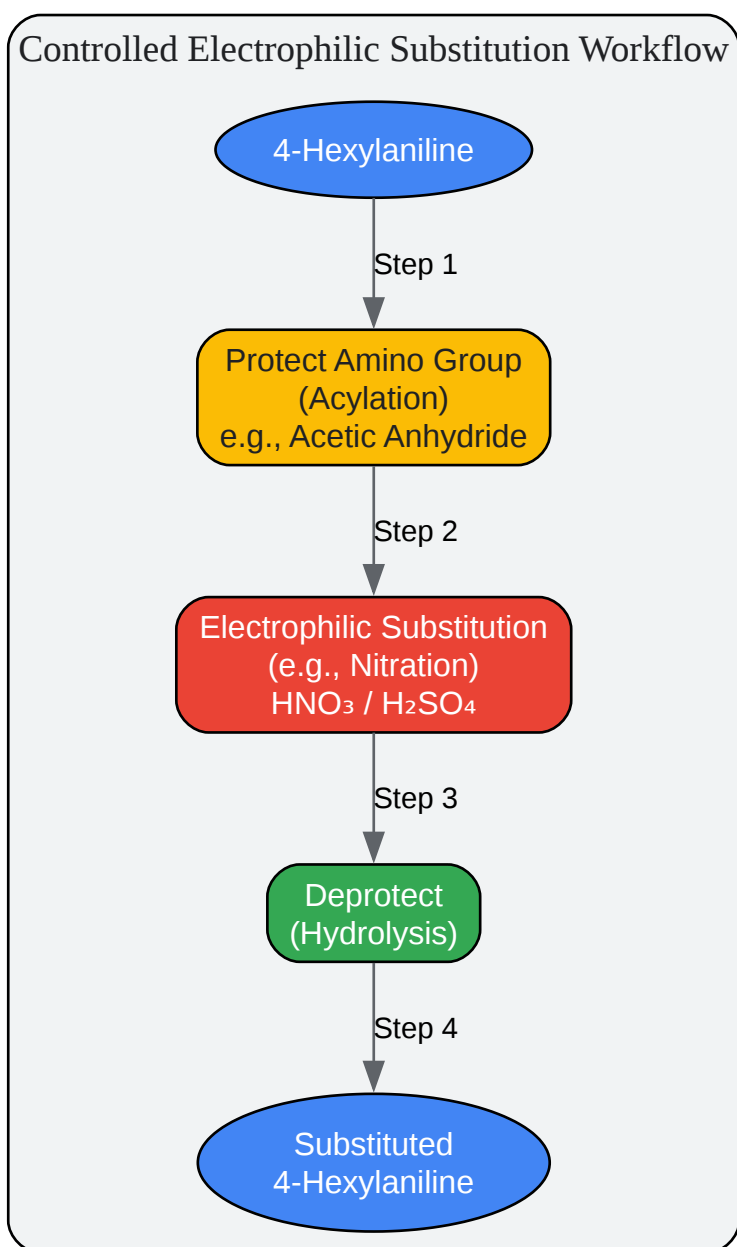 Controlled Electrophilic Substitution Workflow
4-Hexylaniline
Step 1
Protect Amino Group
(Acylation)
e.g., Acetic Anhydride
Step 2
Electrophilic Substitution
(e.g., Nitration)
HNO₃ / H₂SO₄
Step 3
Deprotect
(Hydrolysis)
Step 4
Substituted
4-Hexylaniline